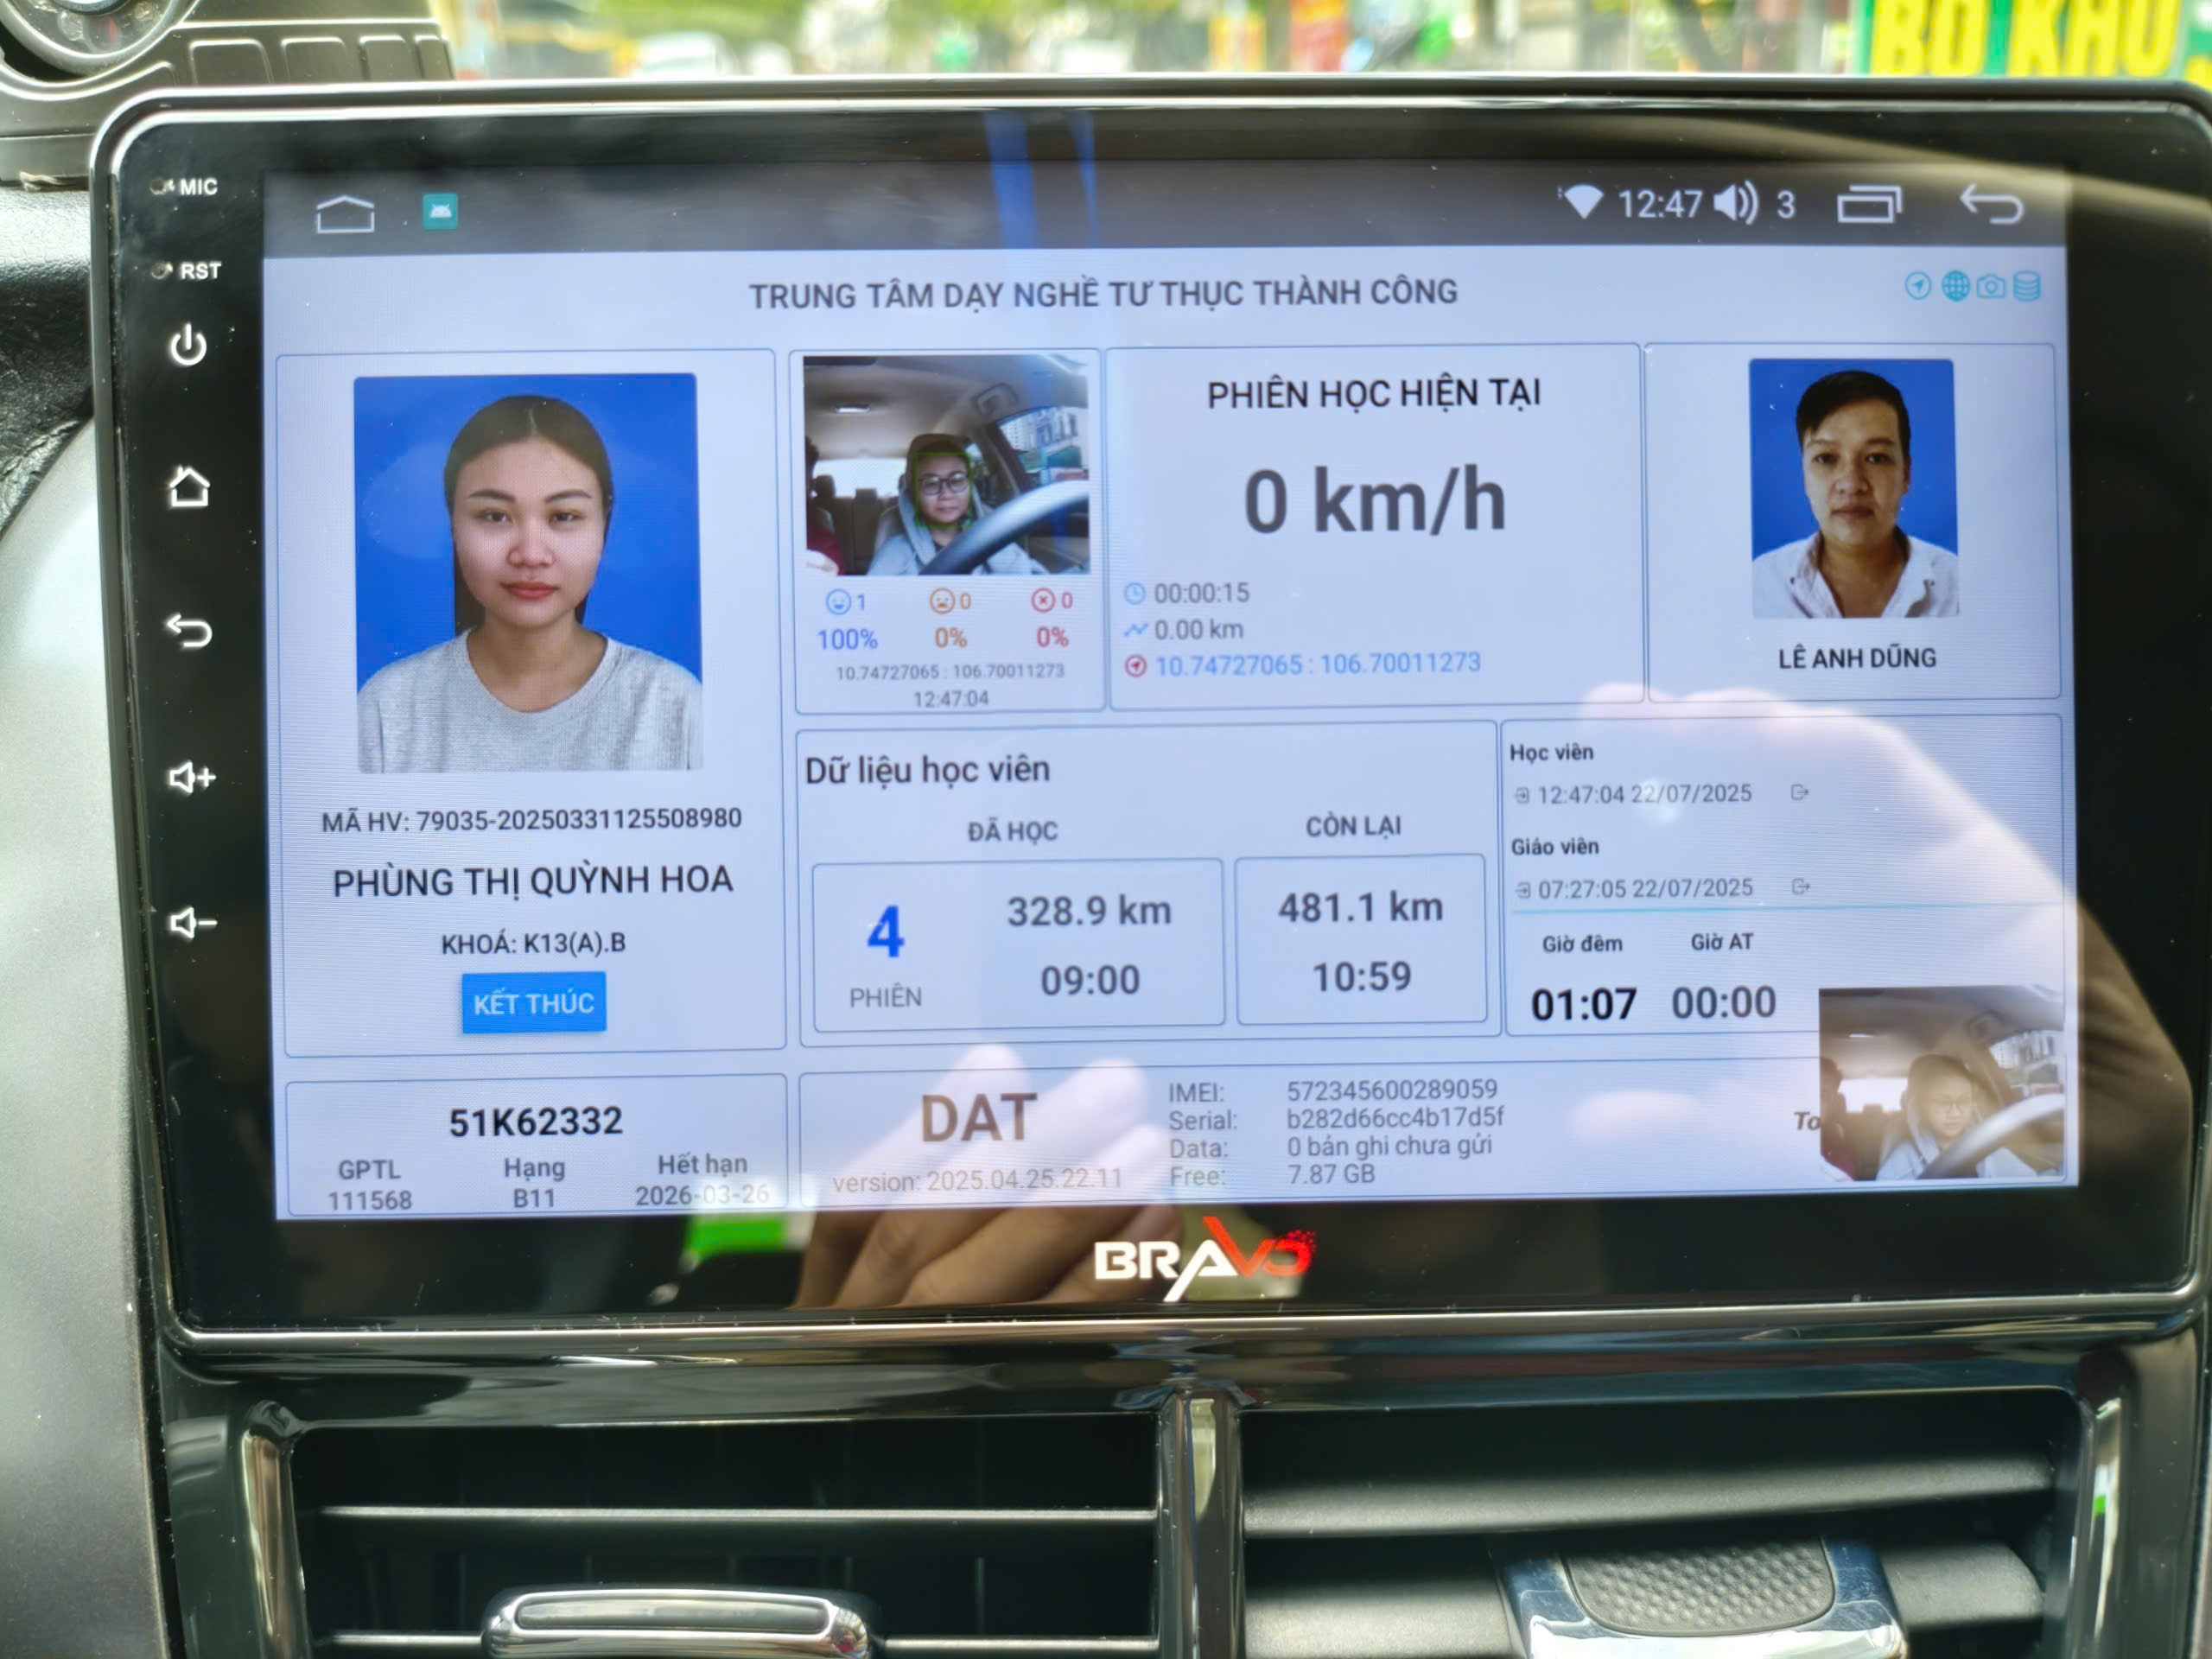 BO KHO
MIC
RST
12:47
3
TRUNG TÂM DẠY NGHỀ TƯ THỤC THÀNH CÔNG
MÃ HV: 79035-20250331125508980
PHÙNG THỊ QUỲNH HOA
KHOÁ: K13(A).B
KẾT THÚC
1 0 0
100% 0% 0%
10.74727065 : 106.70011273
12:47:04
PHIÊN HỌC HIỆN TẠI
0 km/h
00:00:15
0.00 km
10.74727065 : 106.70011273
LÊ ANH DŨNG
Dữ liệu học viên
ĐÃ HỌC
CÒN LẠI
4
PHIÊN
328.9 km
09:00
481.1 km
10:59
Học viên
12:47:04 22/07/2025
Giáo viên
07:27:05 22/07/2025
Giờ đêm
Giờ AT
01:07
00:00
51K62332
GPTL Hạng Hết hạn
111568 B11 2026-03-26
DAT
version: 2025.04.25.22.11
IMEI: 572345600289059
Serial: b282d66cc4b17d5f
Data: 0 bản ghi chưa gửi
Free: 7.87 GB
To
BRAVO